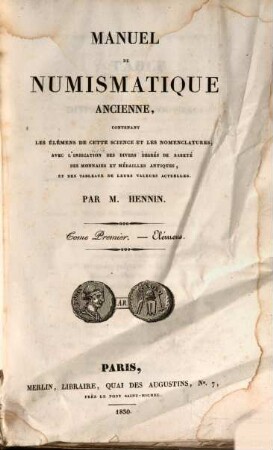 MANUEL
DE
NUMISMATIQUE
ANCIENNE,
CONTENANT
LES ÉLÉMENS DE CETTE SCIENCE ET LES NOMENCLATURES,
AVEC L'INDICATION DES DIVERS DEGRÉS DE RARETÉ
DES MONNAIES ET MÉDAILLES ANTIQUES,
ET DES TABLEAUX DE LEURS VALEURS ACTUELLES.
PAR M. HENNIN.
Tome Premier. — Élémens.
AR
PARIS,
MERLIN, LIBRAIRE, QUAI DES AUGUSTINS, No. 7,
PRÈS LE PONT SAINT-MICHEL.
1830.